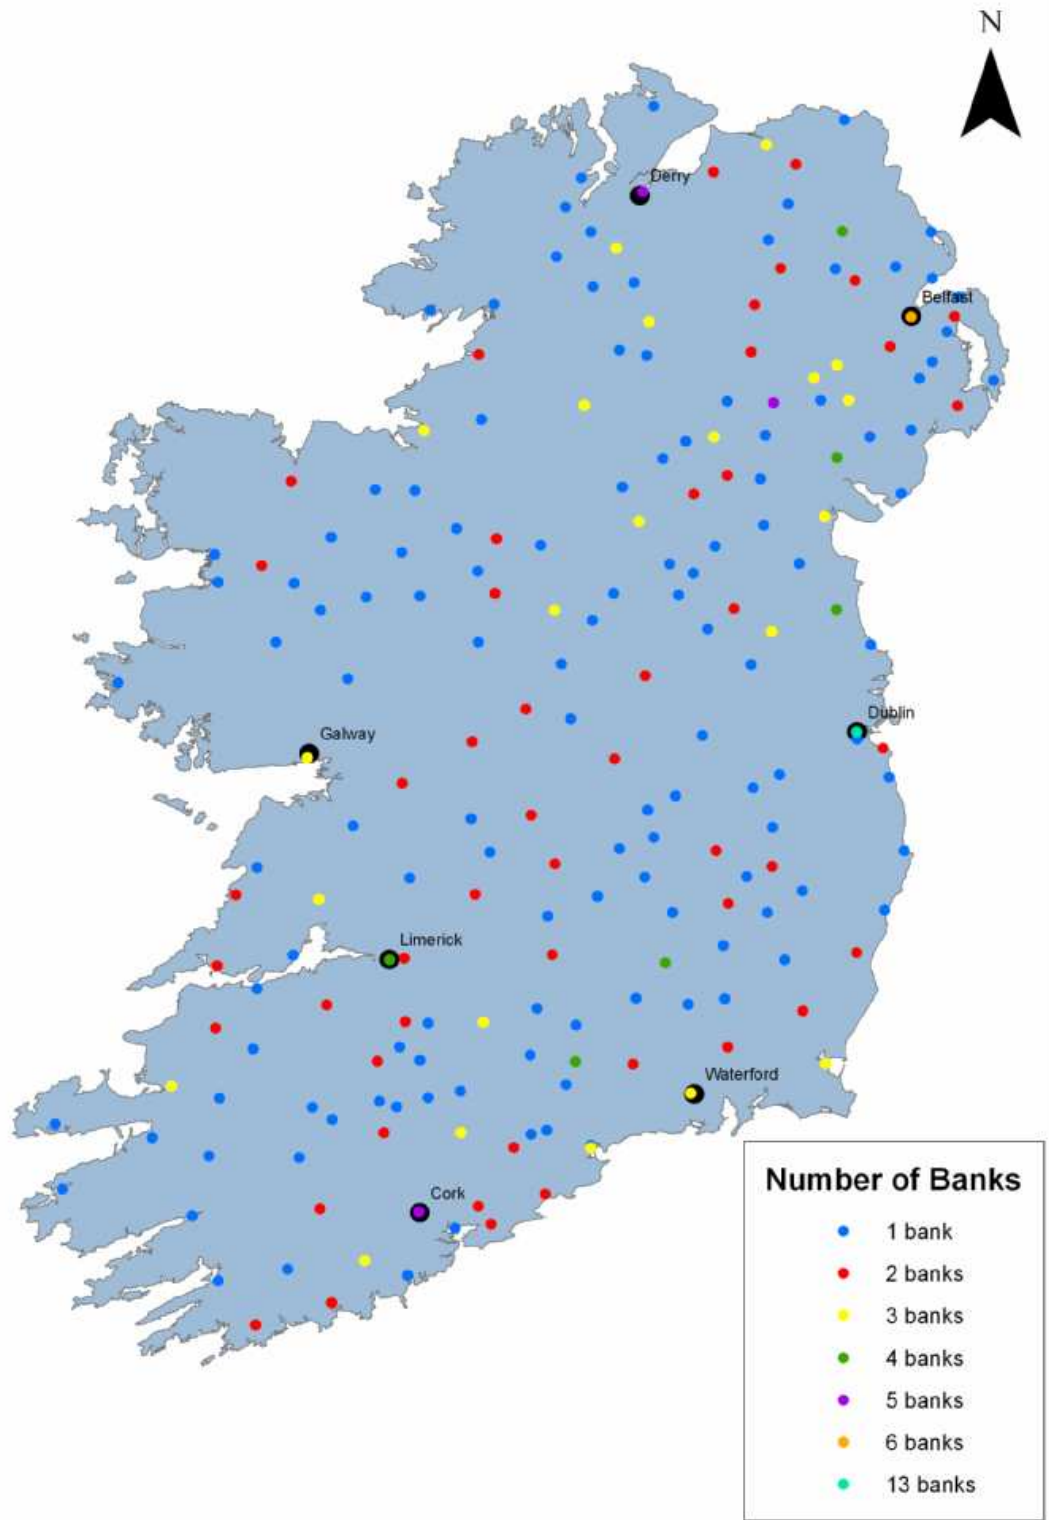 N
Derry
Belfast
Dublin
Galway
Limerick
Waterford
Cork
Number of Banks
1 bank
2 banks
3 banks
4 banks
5 banks
6 banks
13 banks